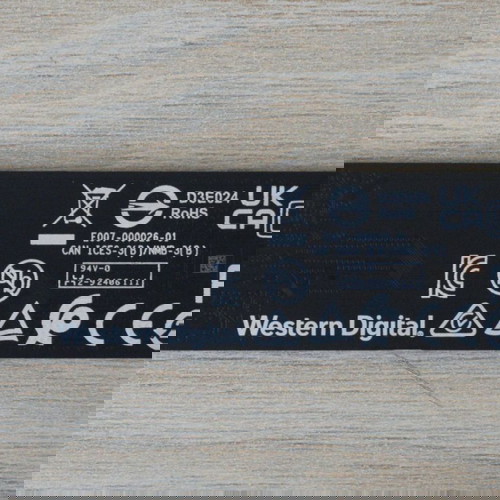 D3E024
RoHS
UK
CA
E007-000026-01
CAN ICES-3(B)/NMB-3(B)
94V-0
Western Digital